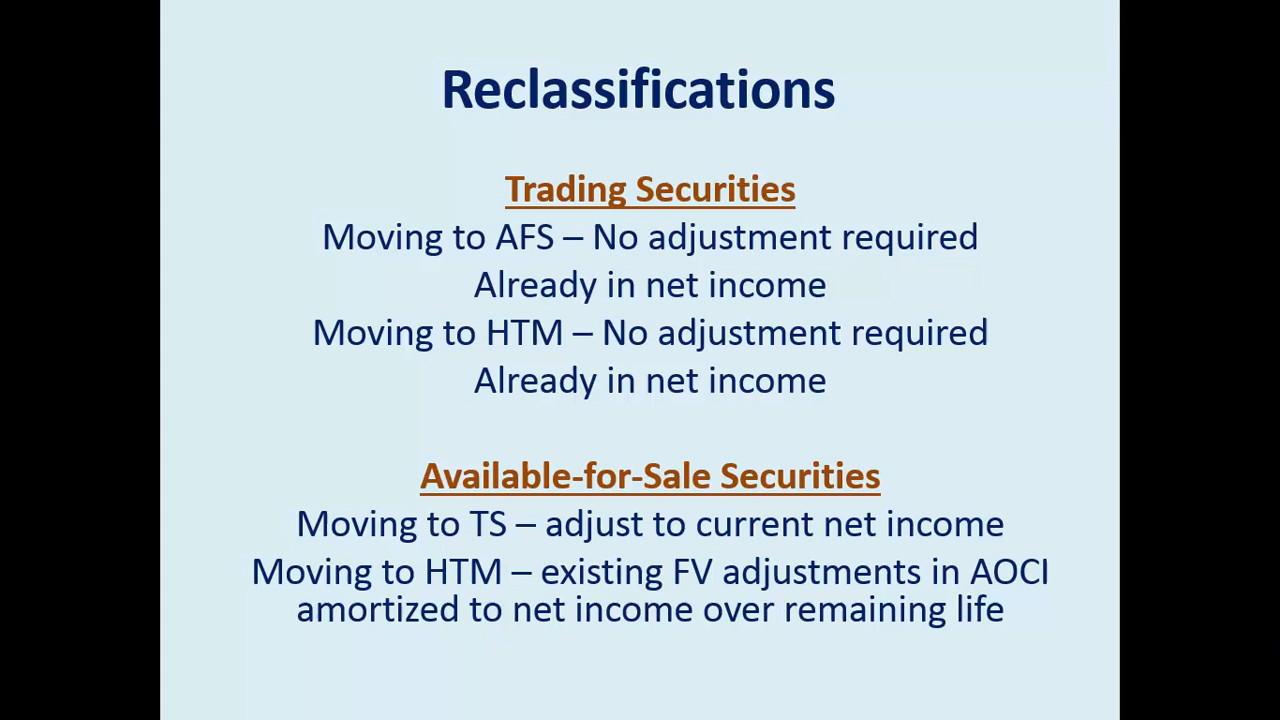 Reclassifications
Trading Securities
Moving to AFS – No adjustment required
Already in net income
Moving to HTM – No adjustment required
Already in net income
Available-for-Sale Securities
Moving to TS – adjust to current net income
Moving to HTM – existing FV adjustments in AOCI
amortized to net income over remaining life